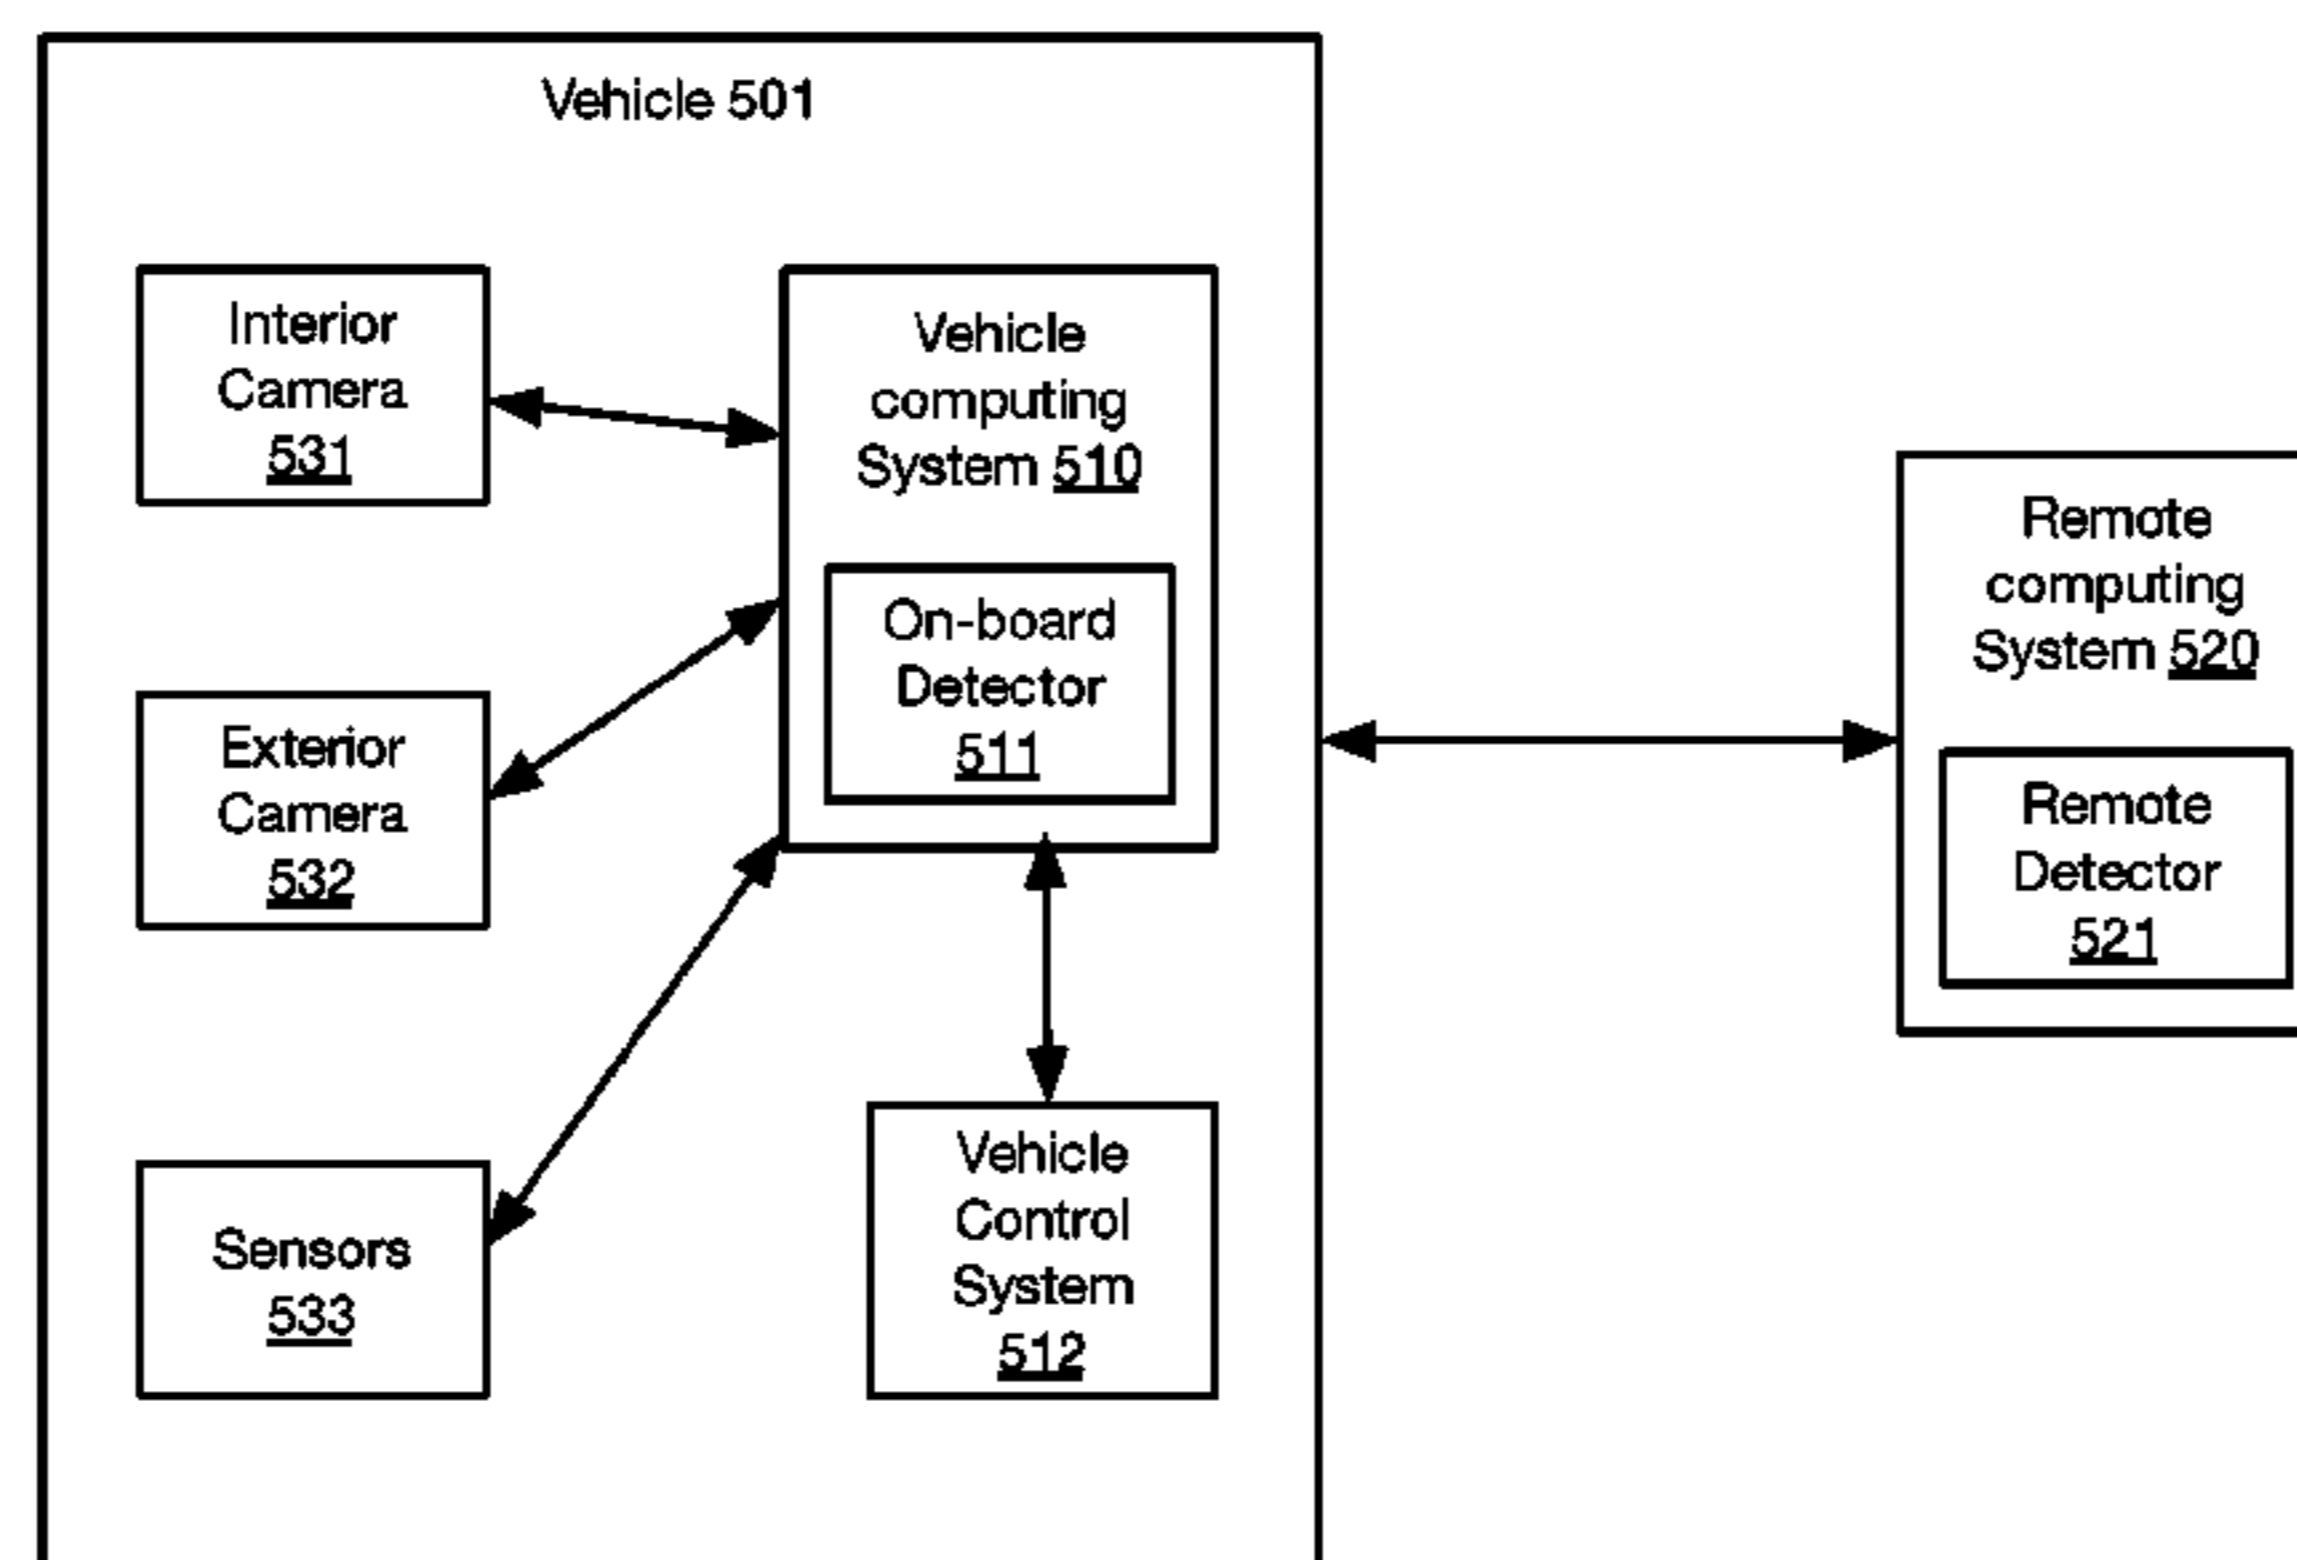 Vehicle 501
Interior
Camera
531
Vehicle
computing
System 510
On-board
Detector
511
Exterior
Camera
532
Sensors
533
Vehicle
Control
System
512
Remote
computing
System 520
Remote
Detector
521